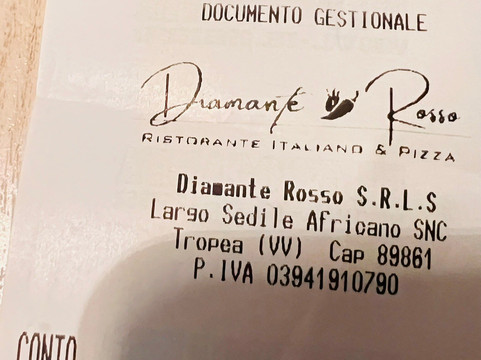 DOCUMENTO GESTIONALE
Diamante Rosso
RISTORANTE ITALIANO & PIZZA
Diamante Rosso S.R.L.S
Largo Sedile Africano SNC
Tropea (VV) Cap 89861
P.IVA 03941910790
CONTO